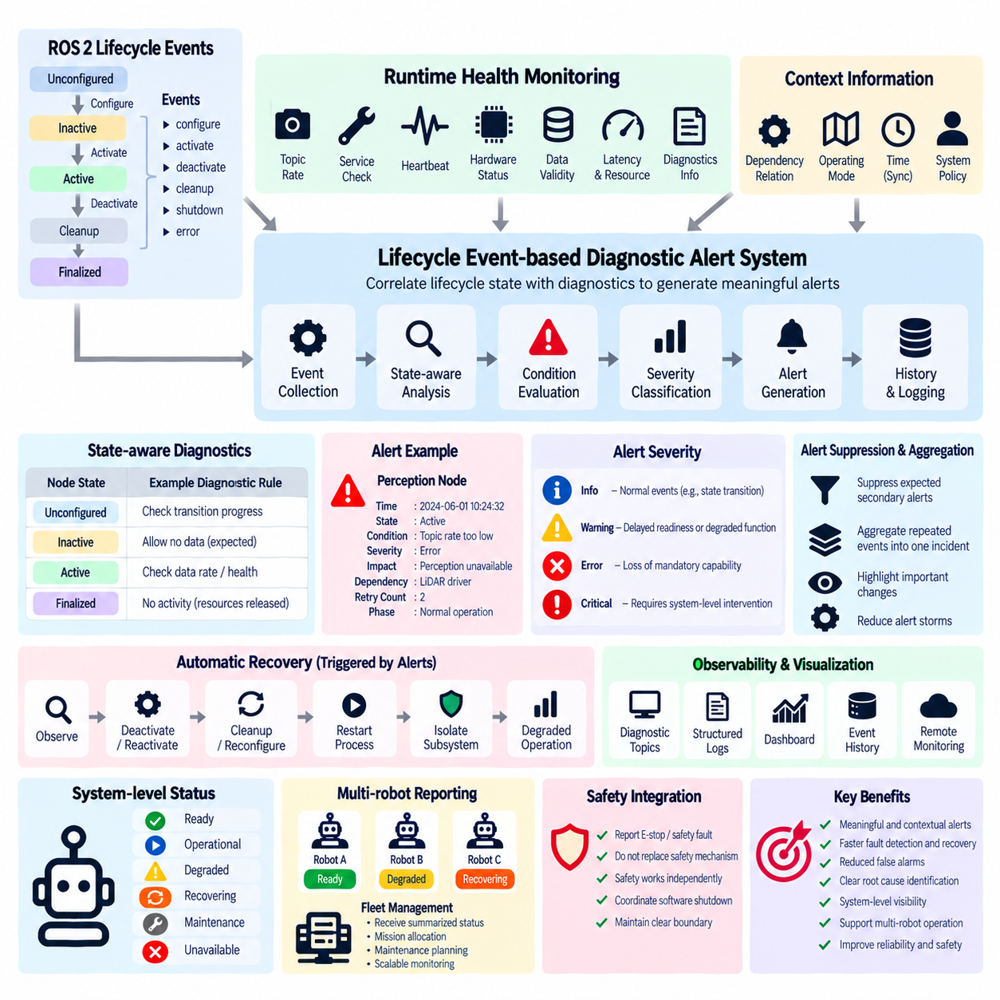 ROS 2 Lifecycle Events
Unconfigured
Configure
Inactive
Activate
Active
Deactivate
Cleanup
Finalized
Events
configure
activate
deactivate
cleanup
shutdown
error
Runtime Health Monitoring
Topic
Rate
Service
Check
Heartbeat
Hardware
Status
Data
Validity
Latency
& Resource
Diagnostics
Info
Context Information
Dependency
Relation
Operating
Mode
Time
(Sync)
System
Policy
Lifecycle Event-based Diagnostic Alert System
Correlate lifecycle state with diagnostics to generate meaningful alerts
Event
Collection
State-aware
Analysis
Condition
Evaluation
Severity
Classification
Alert
Generation
History
& Logging
State-aware Diagnostics
Node State Example Diagnostic Rule
Unconfigured Check transition progress
Inactive Allow no data (expected)
Active Check data rate / health
Finalized No activity (resources released)
Alert Example
Perception Node
Time : 2024-06-01 10:24:32
State : Active
Condition : Topic rate too low
Severity : Error
Impact : Perception unavailable
Dependency : LiDAR driver
Retry Count : 2
Phase : Normal operation
Alert Severity
Info – Normal events (e.g., state transition)
Warning – Delayed readiness or degraded function
Error – Loss of mandatory capability
Critical – Requires system-level intervention
Alert Suppression & Aggregation
Suppress expected
secondary alerts
Aggregate repeated
events into one incident
Highlight important
changes
Reduce alert storms
Automatic Recovery (Triggered by Alerts)
Observe
Deactivate
/ Reactivate
Cleanup
/ Reconfigure
Restart
Process
Isolate
Subsystem
Degraded
Operation
Observability & Visualization
Diagnostic
Topics
Structured
Logs
Dashboard
Event
History
Remote
Monitoring
System-level Status
Ready
Operational
Degraded
Recovering
Maintenance
Unavailable
Multi-robot Reporting
Robot A
Ready
Robot B
Degraded
Robot C
Recovering
Fleet Management
• Receive summarized status
• Mission allocation
• Maintenance planning
• Scalable monitoring
Safety Integration
Report E-stop / safety fault
Do not replace safety mechanism
Safety works independently
Coordinate software shutdown
Maintain clear boundary
Key Benefits
Meaningful and contextual alerts
Faster fault detection and recovery
Reduced false alarms
Clear root cause identification
System-level visibility
Support multi-robot operation
Improve reliability and safety